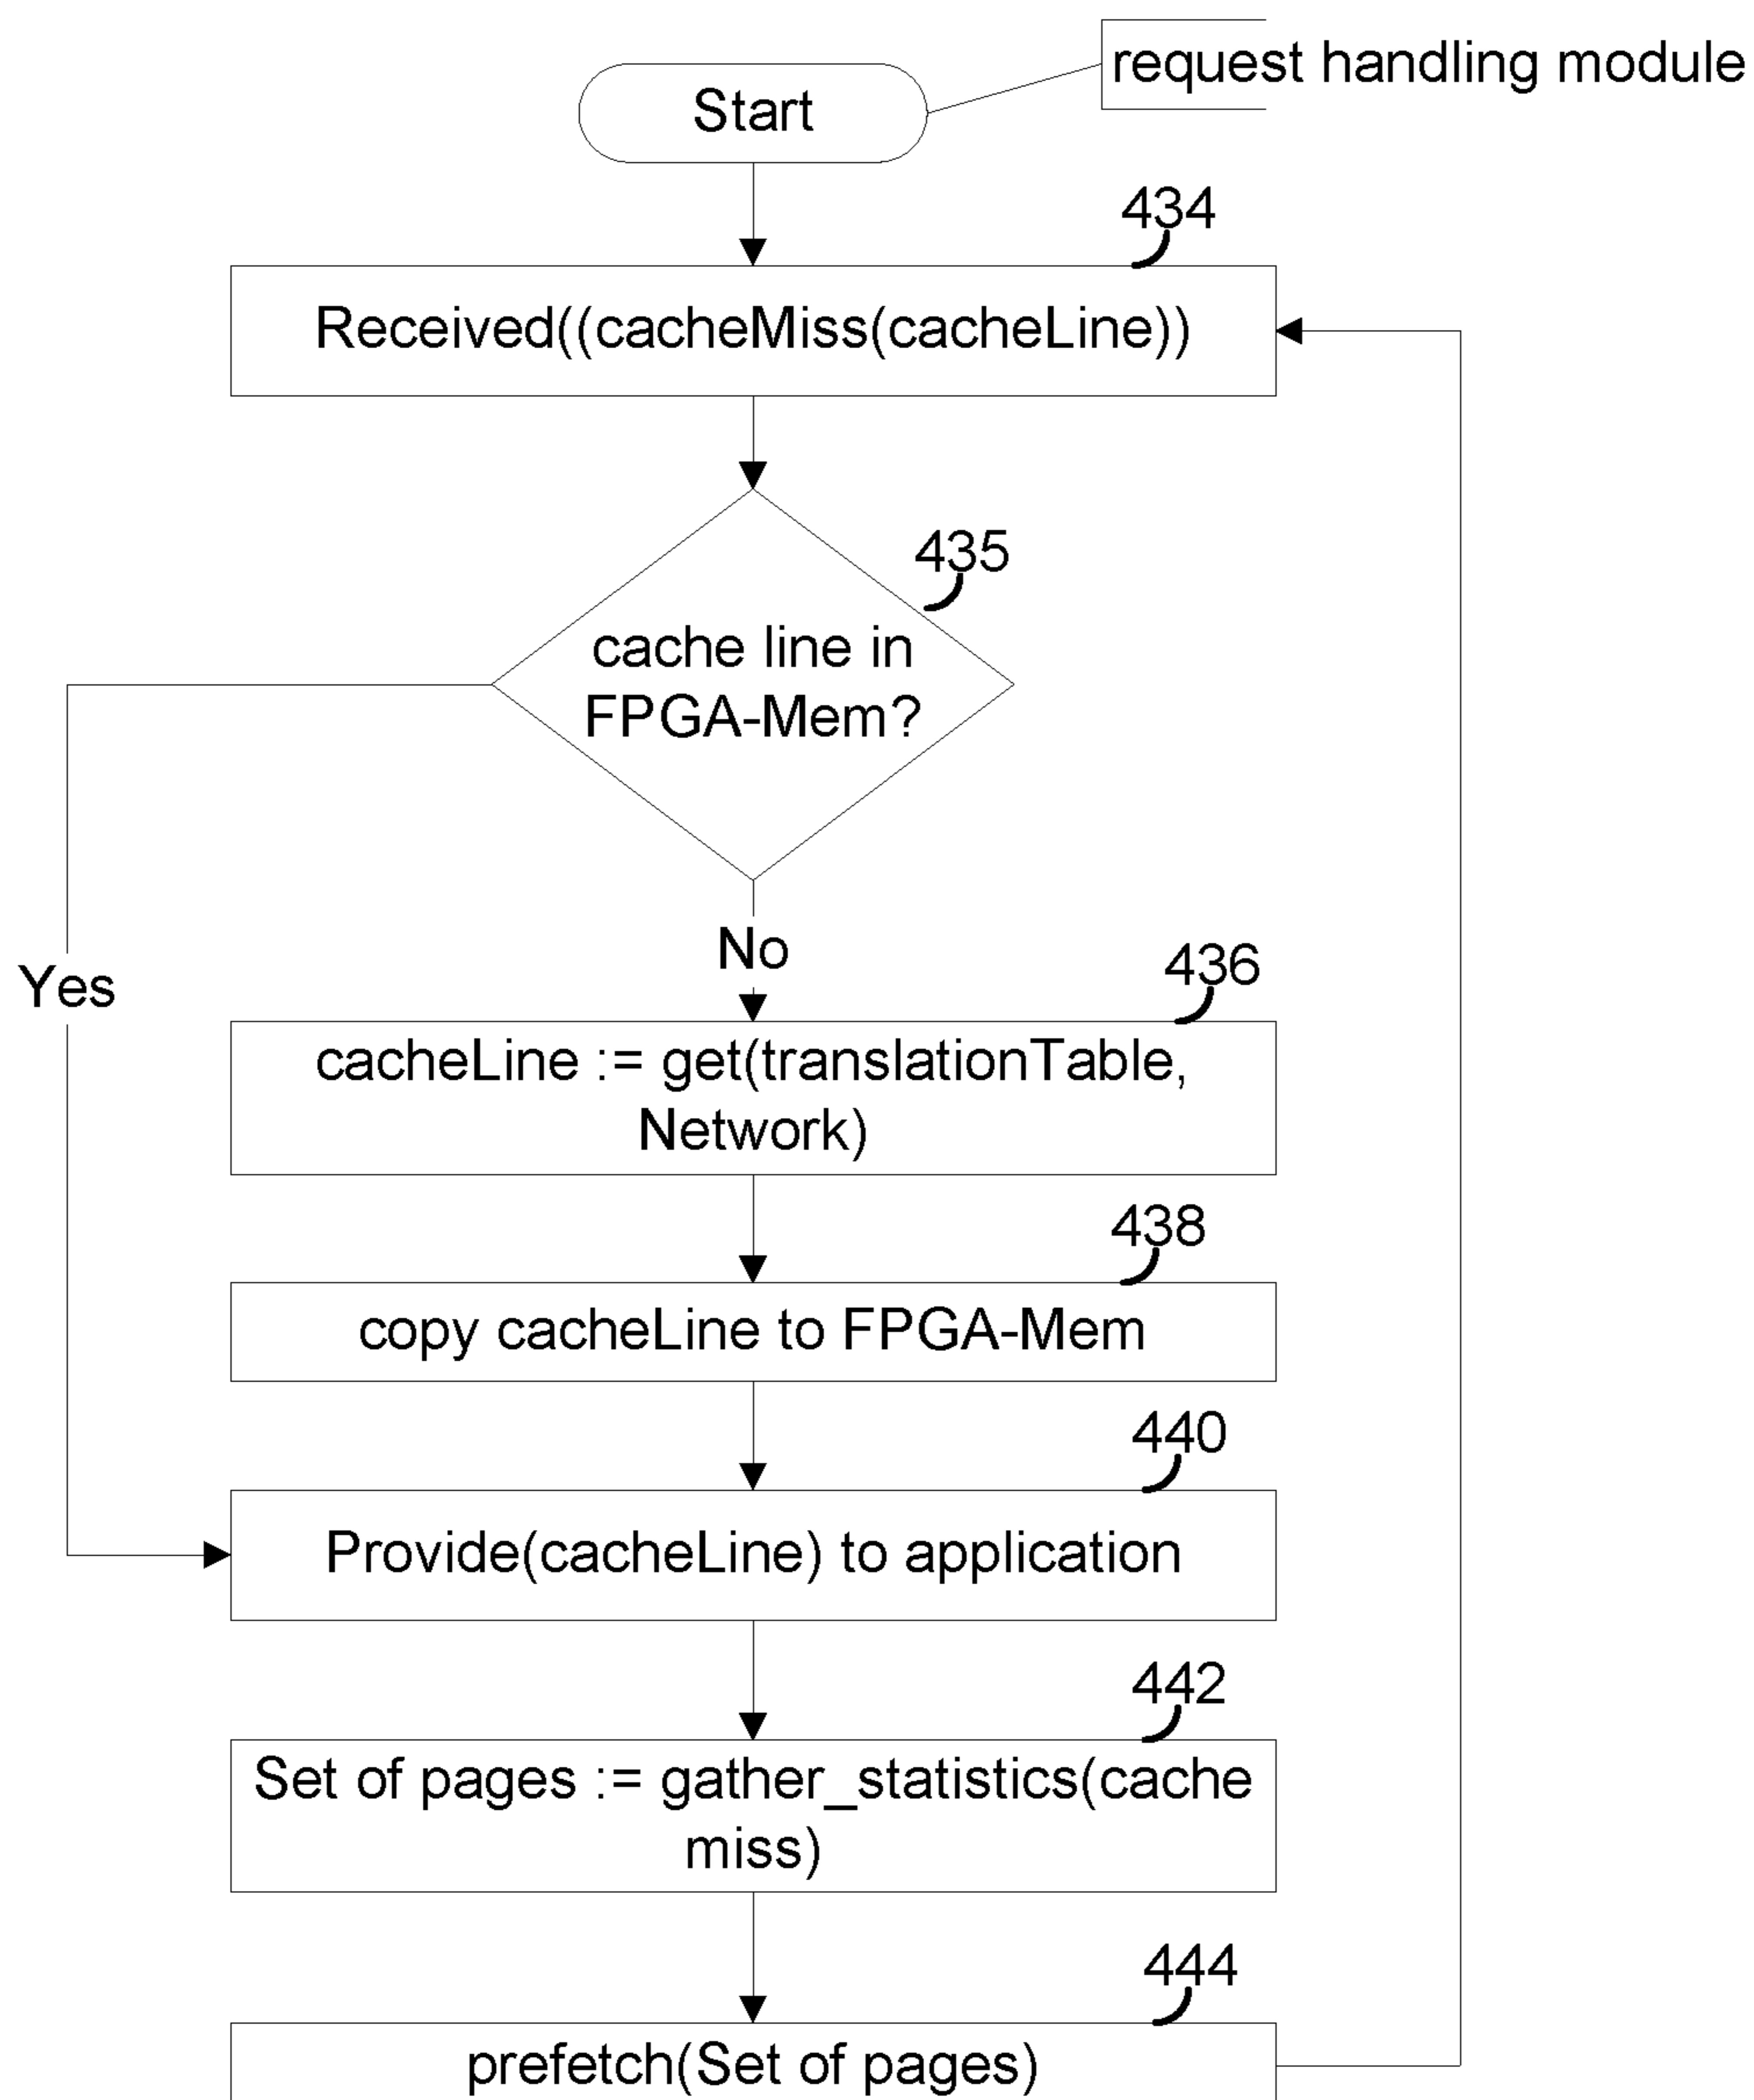 request handling module
Start
434
Received((cacheMiss(cacheLine))
435
cache line in
FPGA-Mem?
No
Yes
436
cacheLine := get(translationTable,
Network)
438
copy cacheLine to FPGA-Mem
440
Provide(cacheLine) to application
442
Set of pages := gather_statistics(cache
miss)
444
prefetch(Set of pages)